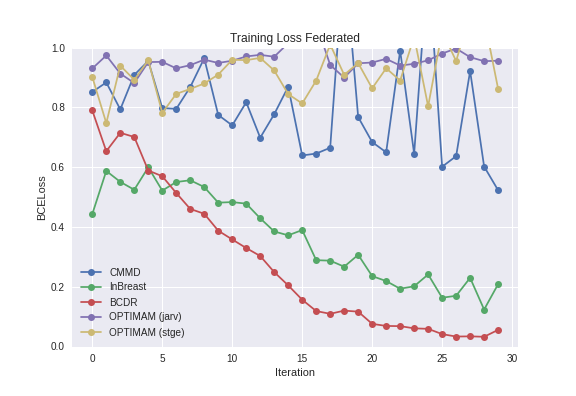 Training Loss Federated
1.0
0.8
0.6
0.4
0.2
0.0
BCELoss
CMMD
InBreast
BCDR
OPTIMAM (jarv)
OPTIMAM (stge)
0 5 10 15 20 25 30
Iteration